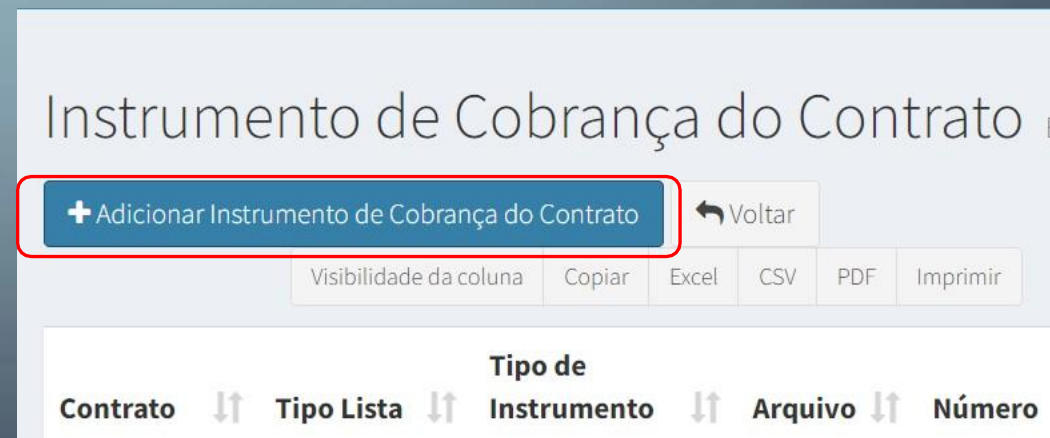 Instrumento de Cobrança do Contrato
Adicionar Instrumento de Cobrança do Contrato Voltar
Visibilidade da coluna Copiar Excel CSV PDF Imprimir
Tipo de
Contrato Tipo Lista Instrumento Arquivo Número